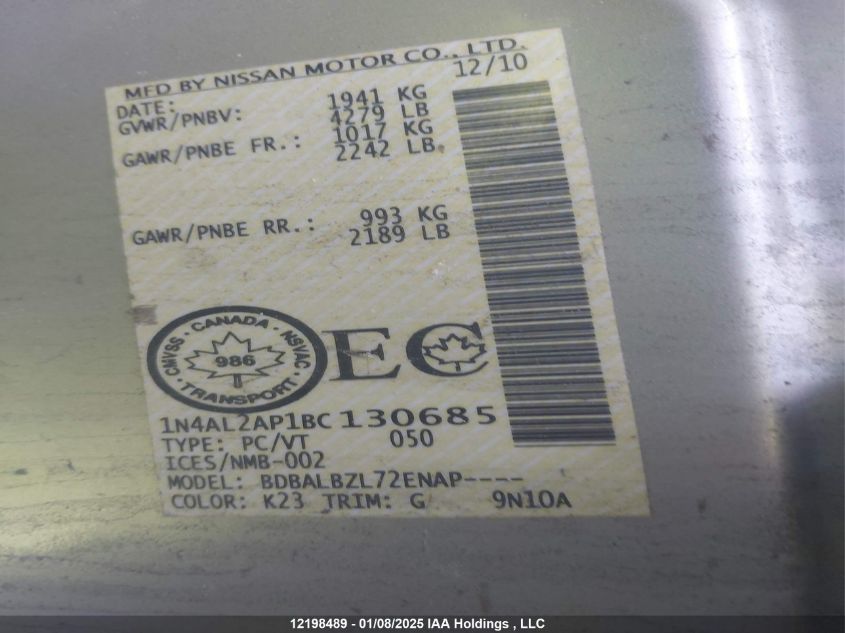 MFD BY NISSAN MOTOR CO., LTD.
DATE: 12/10
GVWR/PNBV: 1941 KG
4279 LB
GAWR/PNBE FR.: 1017 KG
2242 LB
GAWR/PNBE RR.: 993 KG
2189 LB
CMVSS · CANADA · NSVAC · TRANSPORT ·
986
EC
1N4AL2AP1BC130685
TYPE: PC/VT 050
ICES/NMB-002
MODEL: BDBALBZL72ENAP----
COLOR: K23 TRIM: G 9N10A
12198489 - 01/08/2025 IAA Holdings , LLC